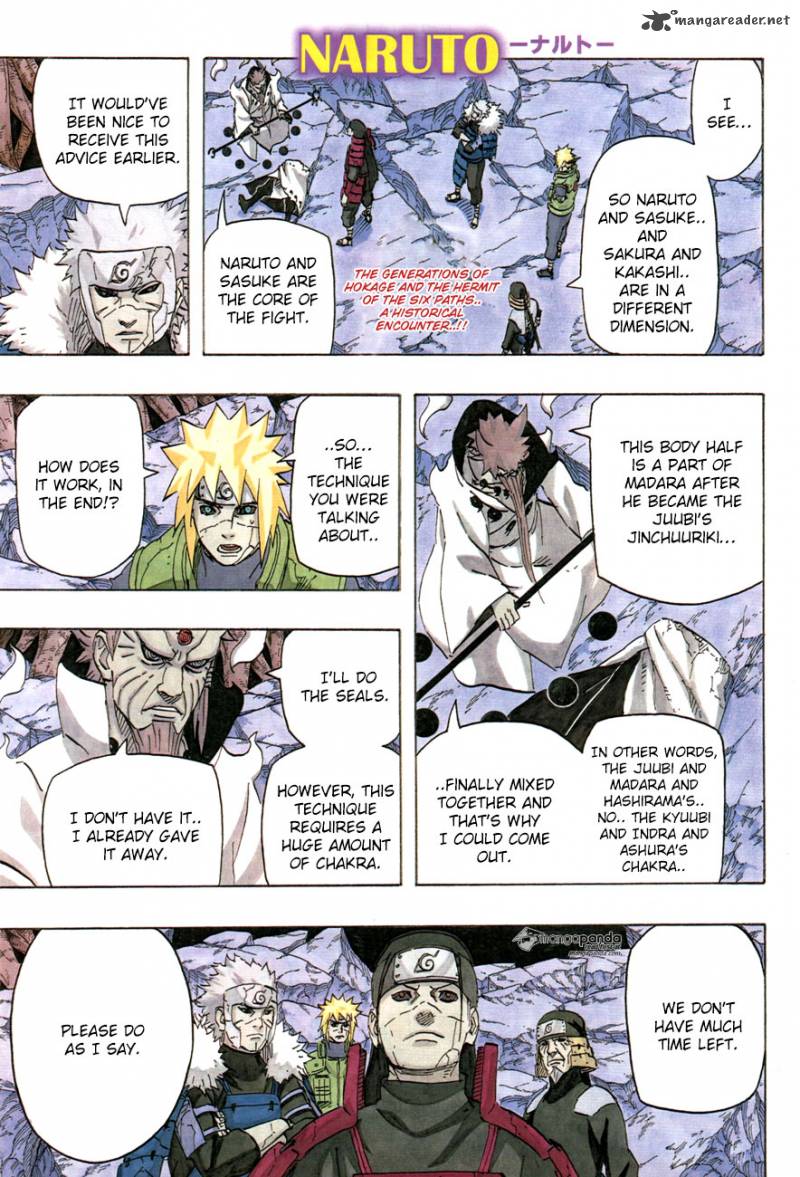 mangareader.net
NARUTO
ーナルトー
I
SEE...
SO NARUTO
AND SASUKE..
AND
SAKURA AND
KAKASHI..
ARE IN A
DIFFERENT
DIMENSION.
NARUTO AND
SASUKE ARE
THE CORE OF
THE FIGHT.
THE GENERATIONS OF
HOKAGE AND THE HERMIT
OF THE SIX PATHS..
A HISTORICAL
ENCOUNTER..!!
IT WOULD'VE
BEEN NICE TO
RECEIVE THIS
ADVICE EARLIER.
THIS BODY HALF
IS A PART OF
MADARA AFTER
HE BECAME THE
JUUBI'S
JINCHUURIKI...
IN OTHER WORDS,
THE JUUBI AND
MADARA AND
HASHIRAMA'S..
NO.. THE KYUUBI
AND INDRA AND
ASHURA'S
CHAKRA..
..FINALLY MIXED
TOGETHER AND
THAT'S WHY
I COULD COME
OUT.
..SO...
THE
TECHNIQUE
YOU WERE
TALKING
ABOUT..
HOW DOES
IT WORK, IN
THE END!?
I'LL DO
THE SEALS.
HOWEVER, THIS
TECHNIQUE
REQUIRES A
HUGE AMOUNT
OF CHAKRA.
I DON'T HAVE IT..
I ALREADY GAVE
IT AWAY.
mangapanda
mangapanda.com
WE DON'T
HAVE MUCH
TIME LEFT.
PLEASE DO
AS I SAY.